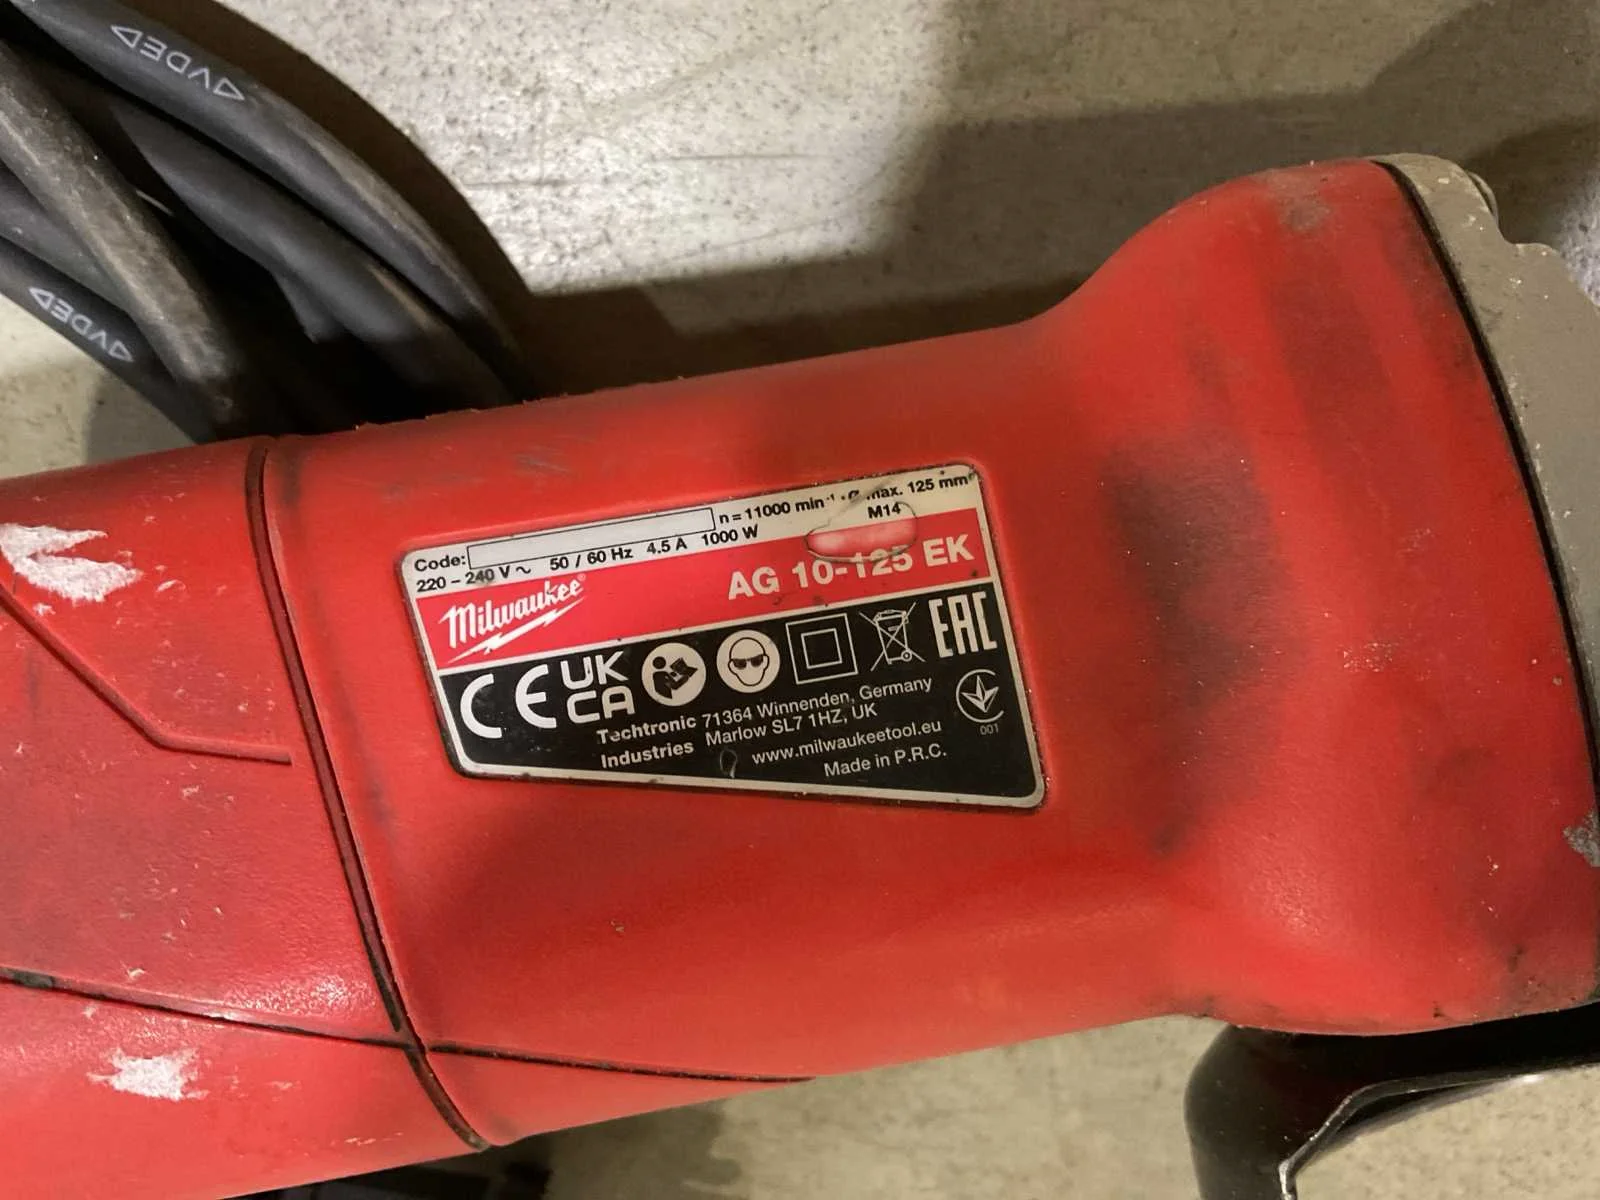 ◁VDE▷
◁VDE▷
Code:
n = 11000 min⁻¹ · Ø max. 125 mm
220 – 240 V ~ 50 / 60 Hz 4.5 A 1000 W M14
Milwaukee®
AG 10-125 EK
CE UK CA EAC
Techtronic Industries
71364 Winnenden, Germany
Marlow SL7 1HZ, UK
www.milwaukeetool.eu
Made in P.R.C.
001